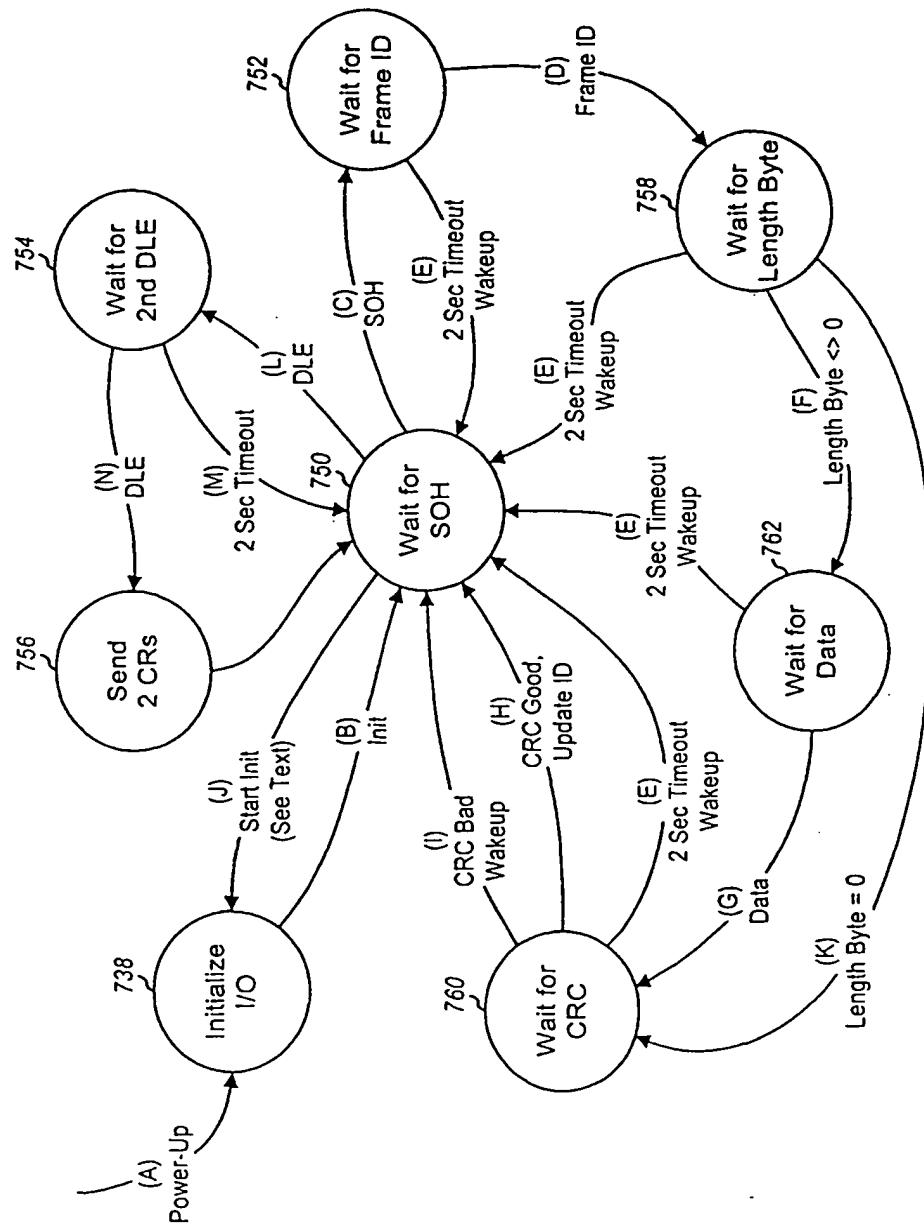 (A)
Power-Up
738
Initialize
I/O
(J)
Start Init
(See Text)
(B)
Init
756
Send
2 CRs
(N)
DLE
(M)
2 Sec Timeout
754
Wait for
2nd DLE
(L)
DLE
750
Wait for
SOH
(C)
SOH
(E)
2 Sec Timeout
Wakeup
752
Wait for
Frame ID
(D)
Frame ID
758
Wait for
Length Byte
(E)
2 Sec Timeout
Wakeup
(F)
Length Byte <> 0
762
Wait for
Data
(E)
2 Sec Timeout
Wakeup
(G)
Data
(K)
Length Byte = 0
760
Wait for
CRC
(I)
CRC Bad
Wakeup
(H)
CRC Good,
Update ID
(E)
2 Sec Timeout
Wakeup